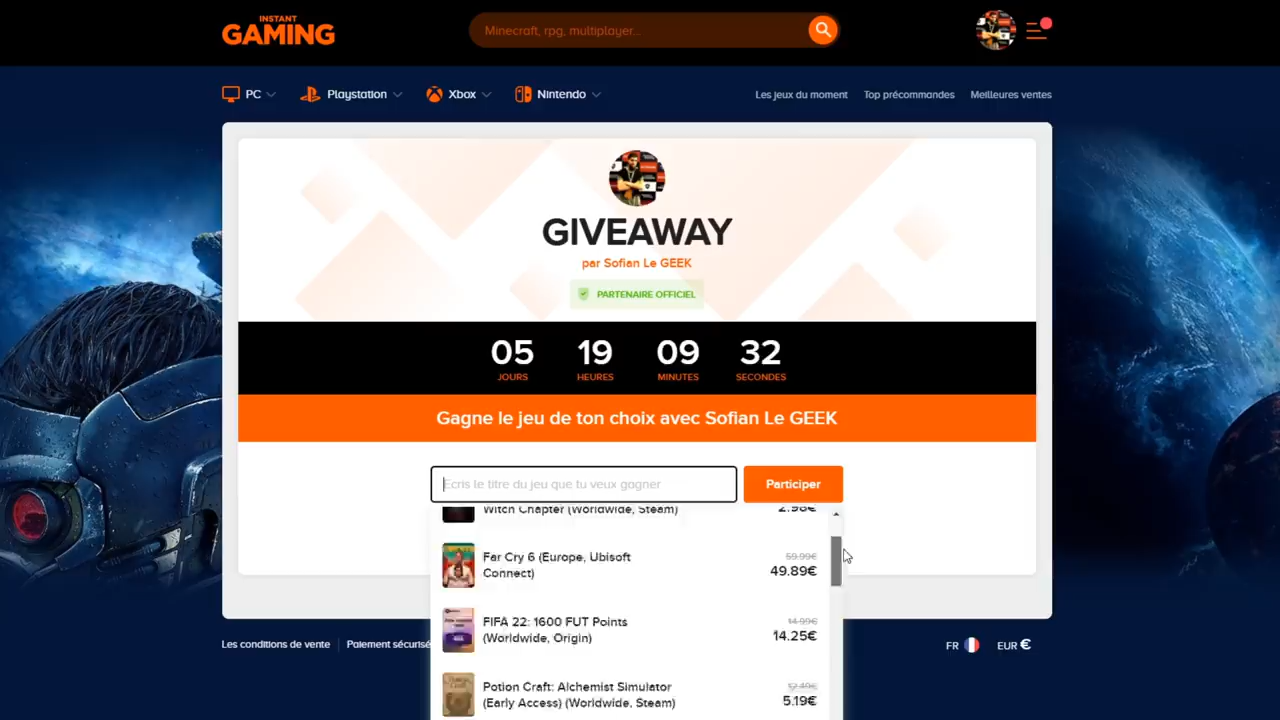 INSTANT
GAMING
Minecraft, rpg, multiplayer...
PC
Playstation
Xbox
Nintendo
Les jeux du moment
Top précommandes
Meilleures ventes
GIVEAWAY
par Sofian Le GEEK
PARTENAIRE OFFICIEL
05 19 09 32
JOURS HEURES MINUTES SECONDES
Gagne le jeu de ton choix avec Sofian Le GEEK
Ecris le titre du jeu que tu veux gagner
Participer
Witch Chapter (Worldwide, Steam)
2.98€
Far Cry 6 (Europe, Ubisoft
Connect)
59.99€
49.89€
FIFA 22: 1600 FUT Points
(Worldwide, Origin)
14.99€
14.25€
Potion Craft: Alchemist Simulator
(Early Access) (Worldwide, Steam)
12.49€
5.19€
Les conditions de vente
Paiement sécurisé
FR
EUR €